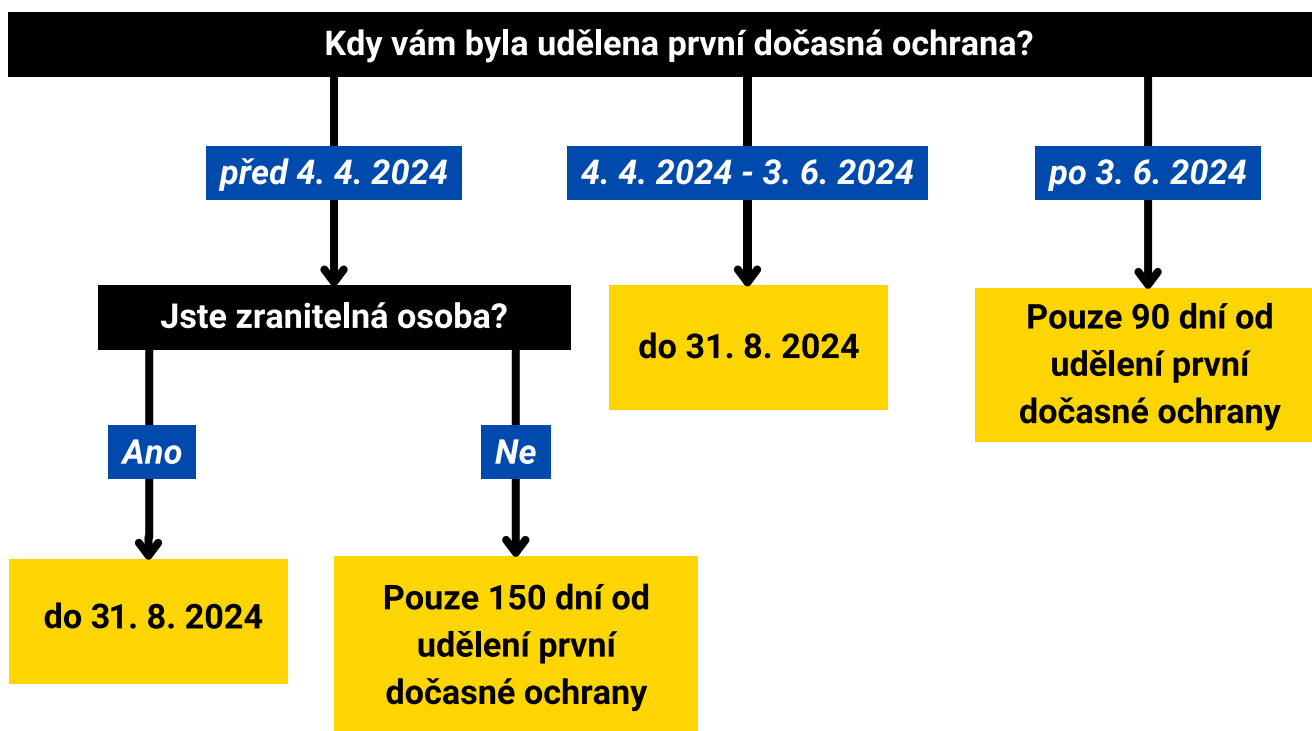 Kdy vám byla udělena první dočasná ochrana?
před 4. 4. 2024
4. 4. 2024 - 3. 6. 2024
po 3. 6. 2024
Jste zranitelná osoba?
do 31. 8. 2024
Pouze 90 dní od
udělení první
dočasné ochrany
Ano
Ne
do 31. 8. 2024
Pouze 150 dní od
udělení první
dočasné ochrany